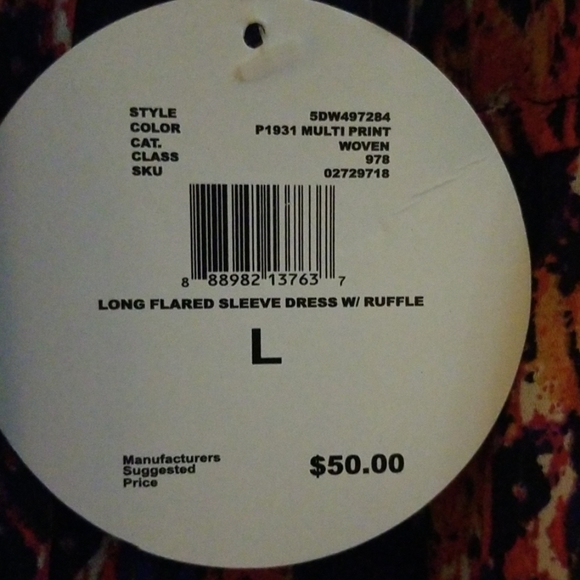 STYLE 5DW497284
COLOR P1931 MULTI PRINT
CAT. WOVEN
CLASS 978
SKU 02729718
8 88982 13763 7
LONG FLARED SLEEVE DRESS W/ RUFFLE
L
Manufacturers
Suggested
Price
$50.00